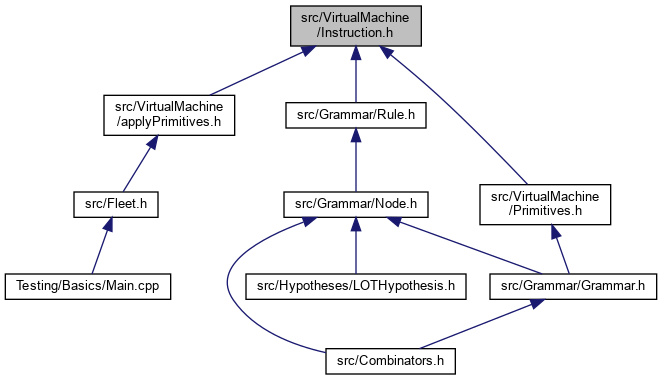 src/VirtualMachine
/Instruction.h
src/VirtualMachine
/applyPrimitives.h
src/Grammar/Rule.h
src/Fleet.h
src/Grammar/Node.h
src/VirtualMachine
/Primitives.h
Testing/Basics/Main.cpp
src/Hypotheses/LOTHypothesis.h
src/Grammar/Grammar.h
src/Combinators.h